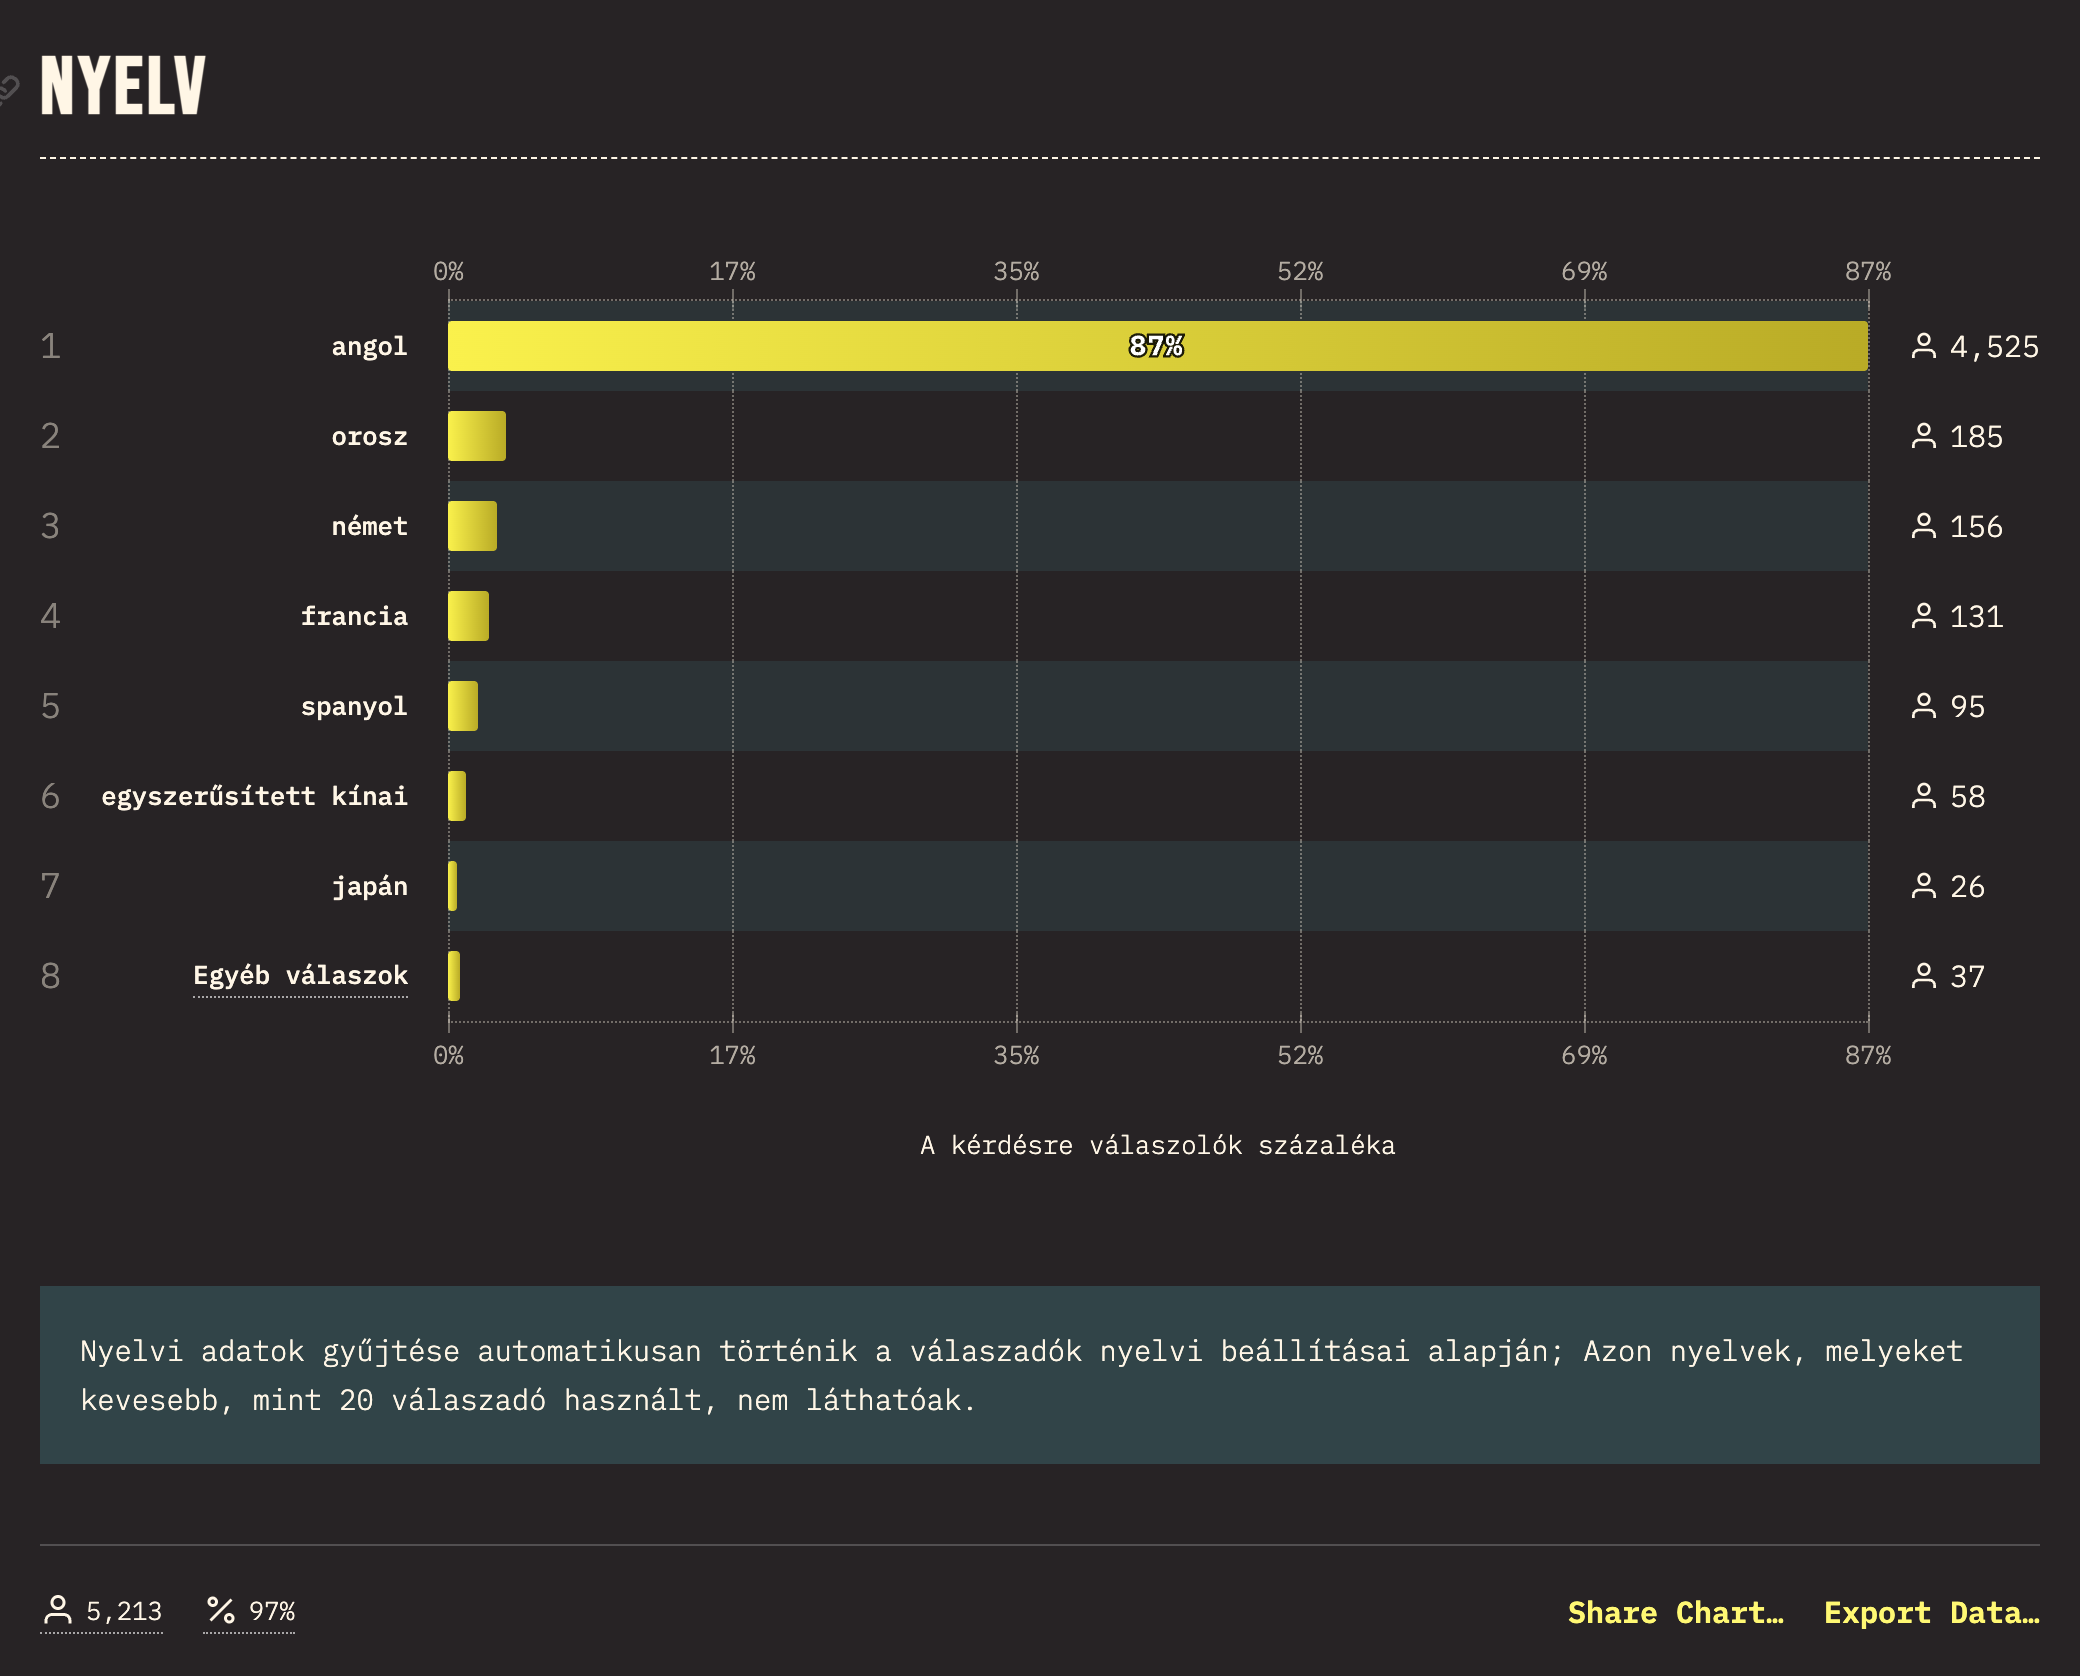 NYELV
0% 17% 35% 52% 69% 87%
1 angol 87% 4,525
2 orosz 185
3 német 156
4 francia 131
5 spanyol 95
6 egyszerűsített kínai 58
7 japán 26
8 Egyéb válaszok 37
0% 17% 35% 52% 69% 87%
A kérdésre válaszolók százaléka
Nyelvi adatok gyűjtése automatikusan történik a válaszadók nyelvi beállításai alapján; Azon nyelvek, melyeket
kevesebb, mint 20 válaszadó használt, nem láthatóak.
5,213 97% Share Chart… Export Data…